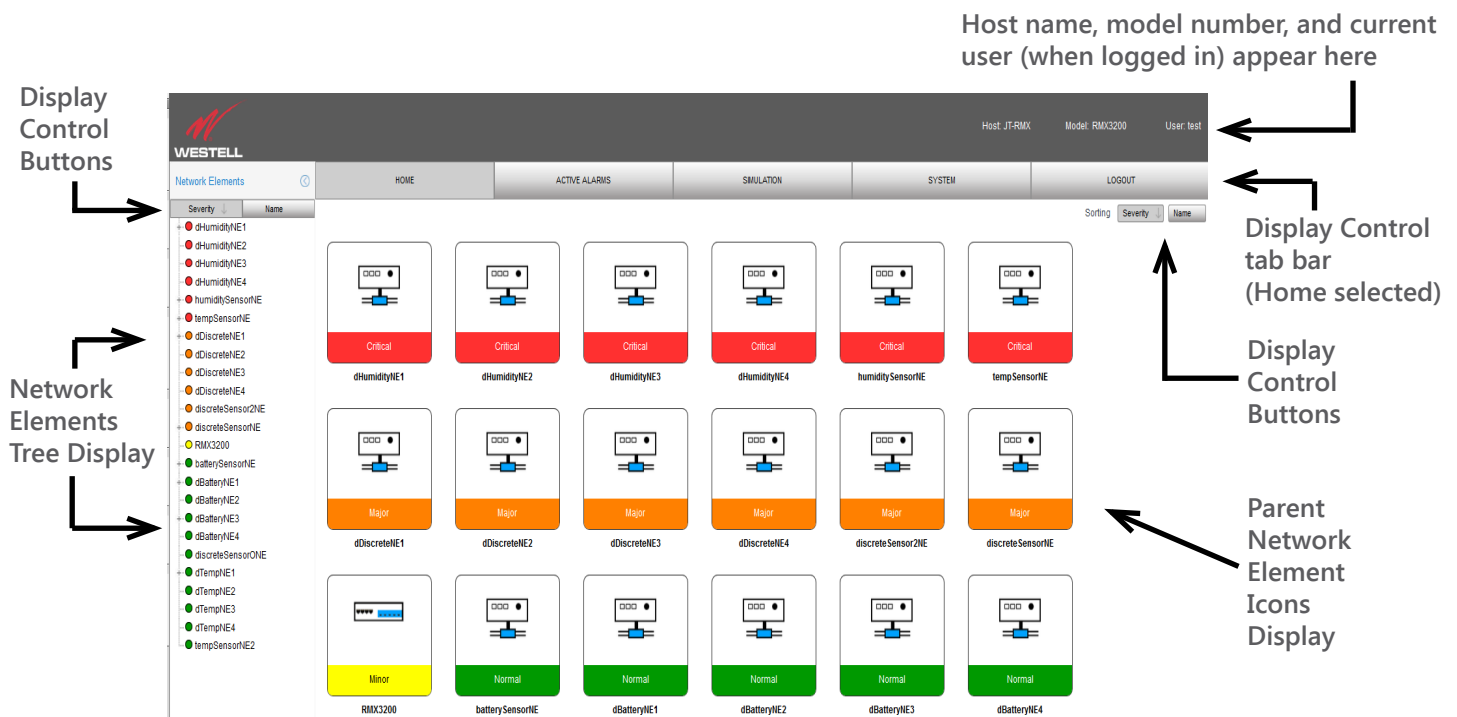 Host name, model number, and current
user (when logged in) appear here
Display
Control
Buttons
WESTELL
Host: JT-RMX Model: RMX3200 User: test
Network Elements
HOME ACTIVE ALARMS SIMULATION SYSTEM LOGOUT
Severity Name
Sorting Severity Name
Display Control
tab bar
(Home selected)
Display
Control
Buttons
Network
Elements
Tree Display
dHumidityNE1
dHumidityNE2
dHumidityNE3
dHumidityNE4
humiditySensorNE
tempSensorNE
dDiscreteNE1
dDiscreteNE2
dDiscreteNE3
dDiscreteNE4
discreteSensor2NE
discreteSensorNE
RMX3200
batterySensorNE
dBatteryNE1
dBatteryNE2
dBatteryNE3
dBatteryNE4
discreteSensorONE
dTempNE1
dTempNE2
dTempNE3
dTempNE4
tempSensorNE2
Critical Critical Critical Critical Critical Critical
dHumidityNE1 dHumidityNE2 dHumidityNE3 dHumidityNE4 humiditySensorNE tempSensorNE
Major Major Major Major Major Major
dDiscreteNE1 dDiscreteNE2 dDiscreteNE3 dDiscreteNE4 discreteSensor2NE discreteSensorNE
Minor Normal Normal Normal Normal Normal
RMX3200 batterySensorNE dBatteryNE1 dBatteryNE2 dBatteryNE3 dBatteryNE4
Parent
Network
Element
Icons
Display